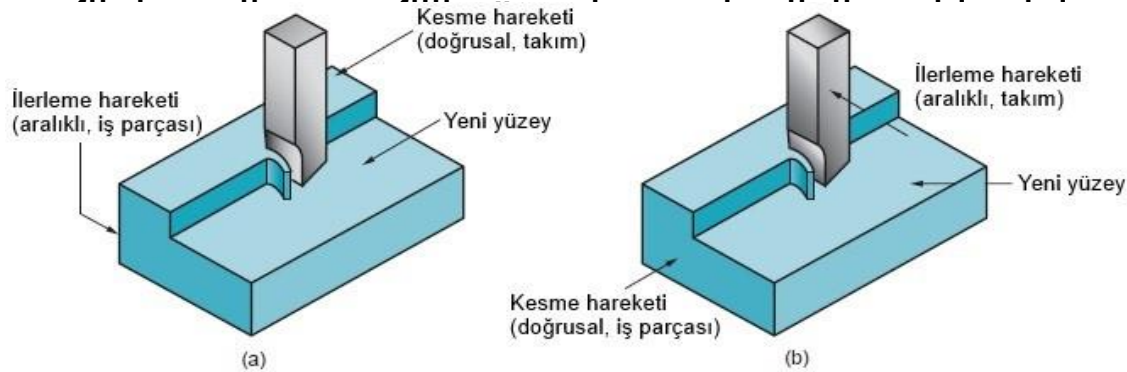 Kesme hareketi
(doğrusal, takım)
İlerleme hareketi
(aralıklı, iş parçası)
Yeni yüzey
(a)
İlerleme hareketi
(aralıklı, takım)
Yeni yüzey
Kesme hareketi
(doğrusal, iş parçası)
(b)